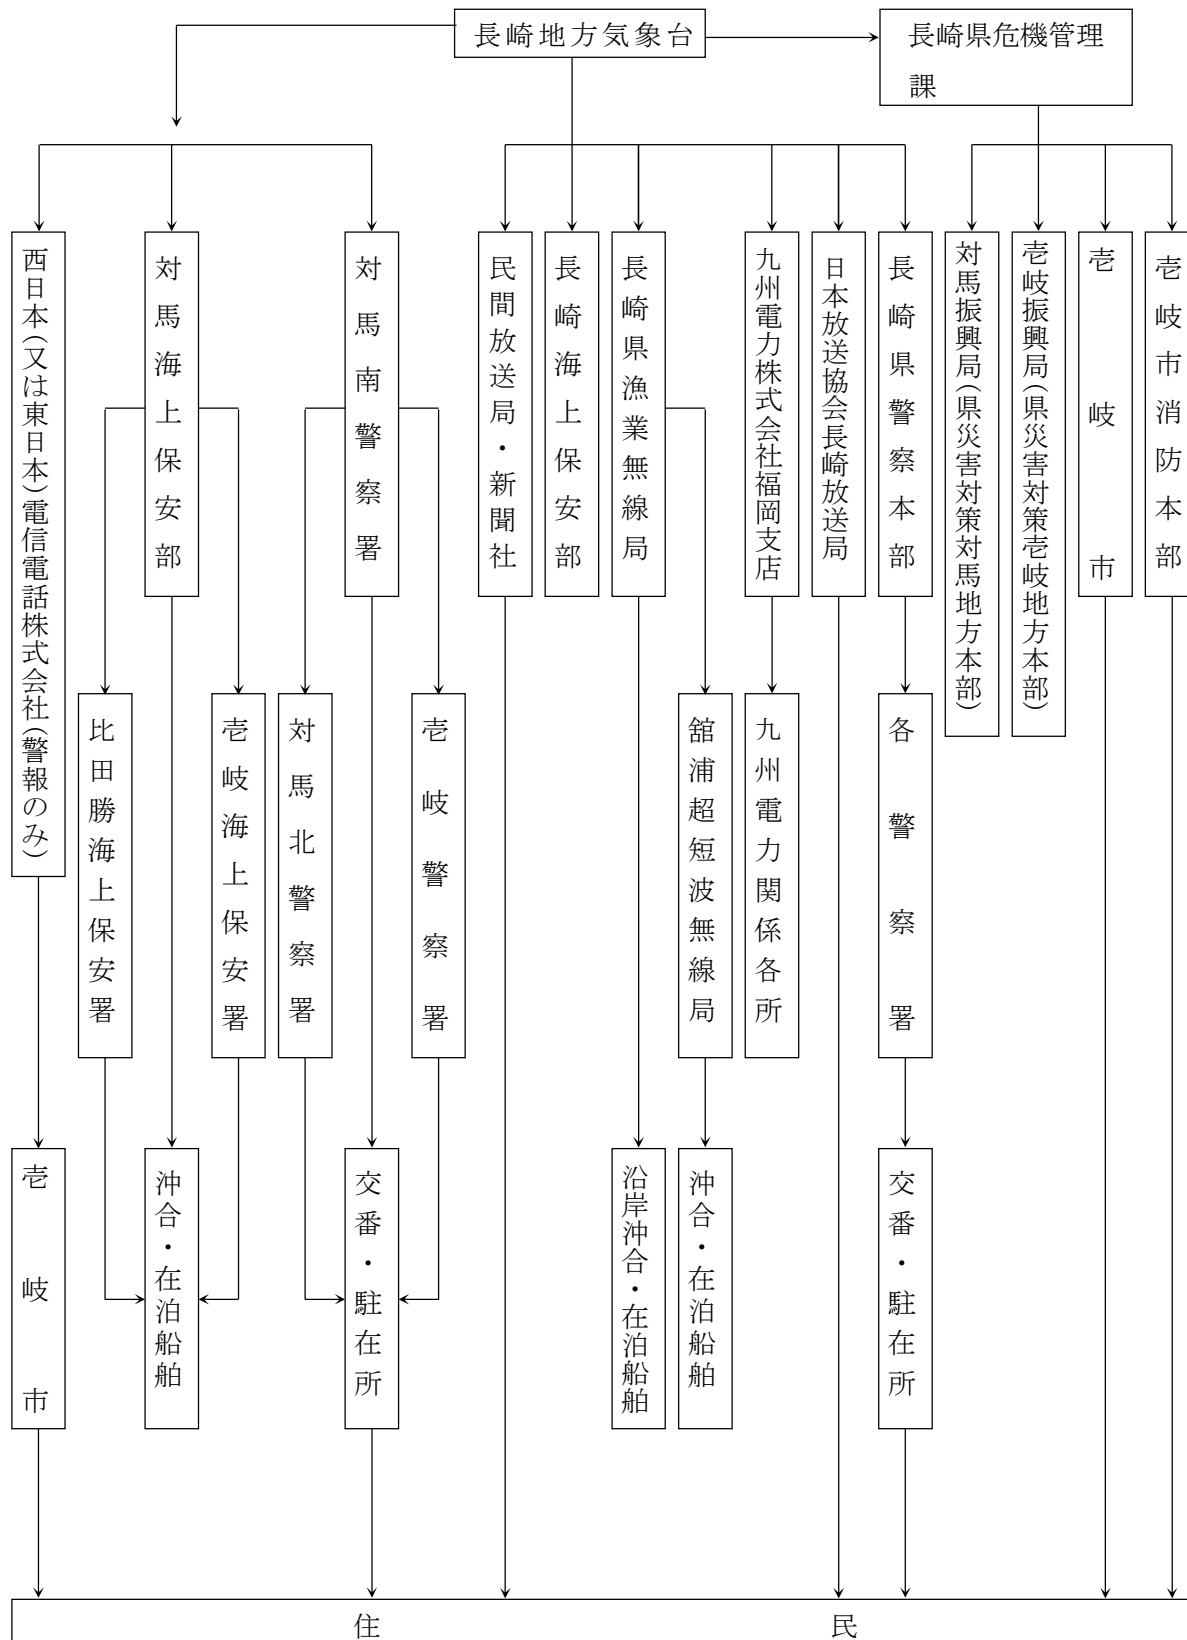 長崎地方気象台
長崎県危機管理
課
西日本(又は東日本)電信電話株式会社(警報のみ)
対馬海上保安部
対馬南警察署
民間放送局・新聞社
長崎海上保安部
長崎県漁業無線局
九州電力株式会社福岡支店
日本放送協会長崎放送局
長崎県警察本部
対馬振興局(県災害対策対馬地方本部)
壱岐振興局(県災害対策壱岐地方本部)
壱岐市
壱岐市消防本部
比田勝海上保安署
壱岐海上保安署
対馬北警察署
壱岐警察署
舘浦超短波無線局
九州電力関係各所
各警察署
壱岐市
沖合・在泊船舶
交番・駐在所
沿岸沖合・在泊船舶
沖合・在泊船舶
交番・駐在所
住民